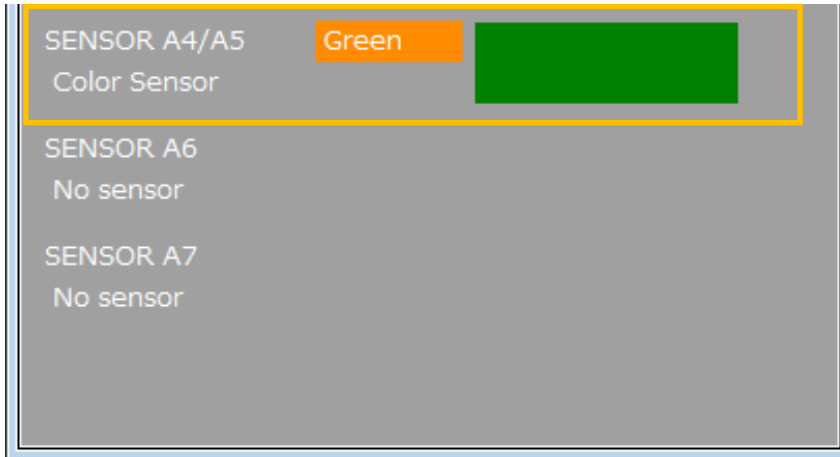 SENSOR A4/A5 Green
Color Sensor
SENSOR A6
No sensor
SENSOR A7
No sensor